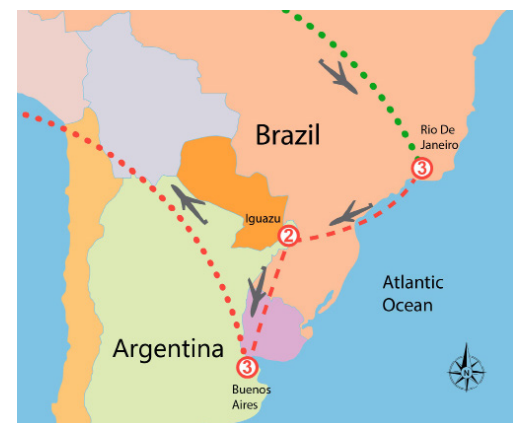 Rio De
Janeiro
Brazil
3
Iguazu
2
Atlantic
Ocean
Argentina
3
Buenos
Aires
N